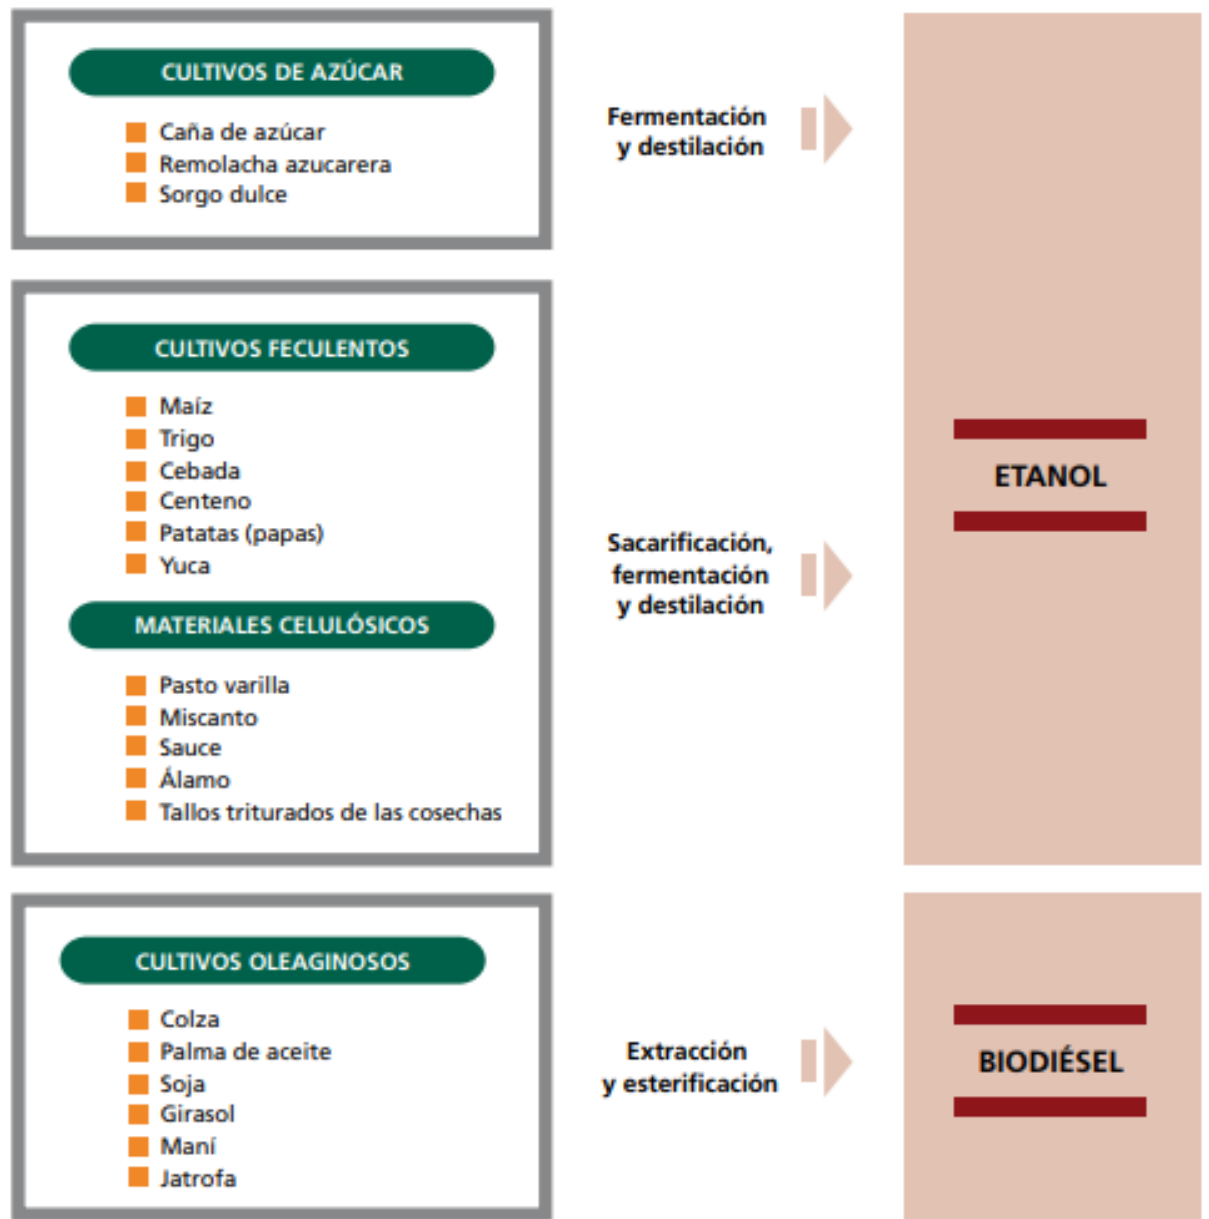 CULTIVOS DE AZÚCAR
Caña de azúcar
Remolacha azucarera
Sorgo dulce
Fermentación
y destilación
CULTIVOS FECULENTOS
Maíz
Trigo
Cebada
Centeno
Patatas (papas)
Yuca
MATERIALES CELULÓSICOS
Pasto varilla
Miscanto
Sauce
Álamo
Tallos triturados de las cosechas
Sacarificación,
fermentación
y destilación
ETANOL
CULTIVOS OLEAGINOSOS
Colza
Palma de aceite
Soja
Girasol
Maní
Jatrofa
Extracción
y esterificación
BIODIÉSEL